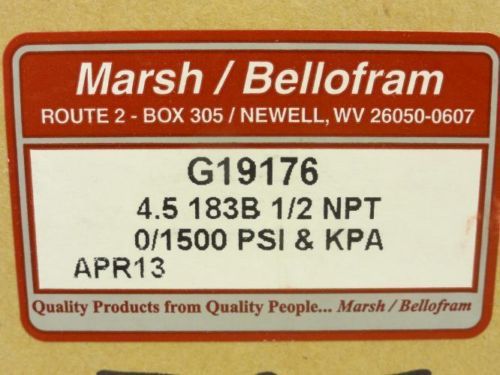 Marsh / Bellofram
ROUTE 2 - BOX 305 / NEWELL, WV 26050-0607
G19176
4.5 183B 1/2 NPT
0/1500 PSI & KPA
APR13
Quality Products from Quality People... Marsh / Bellofram